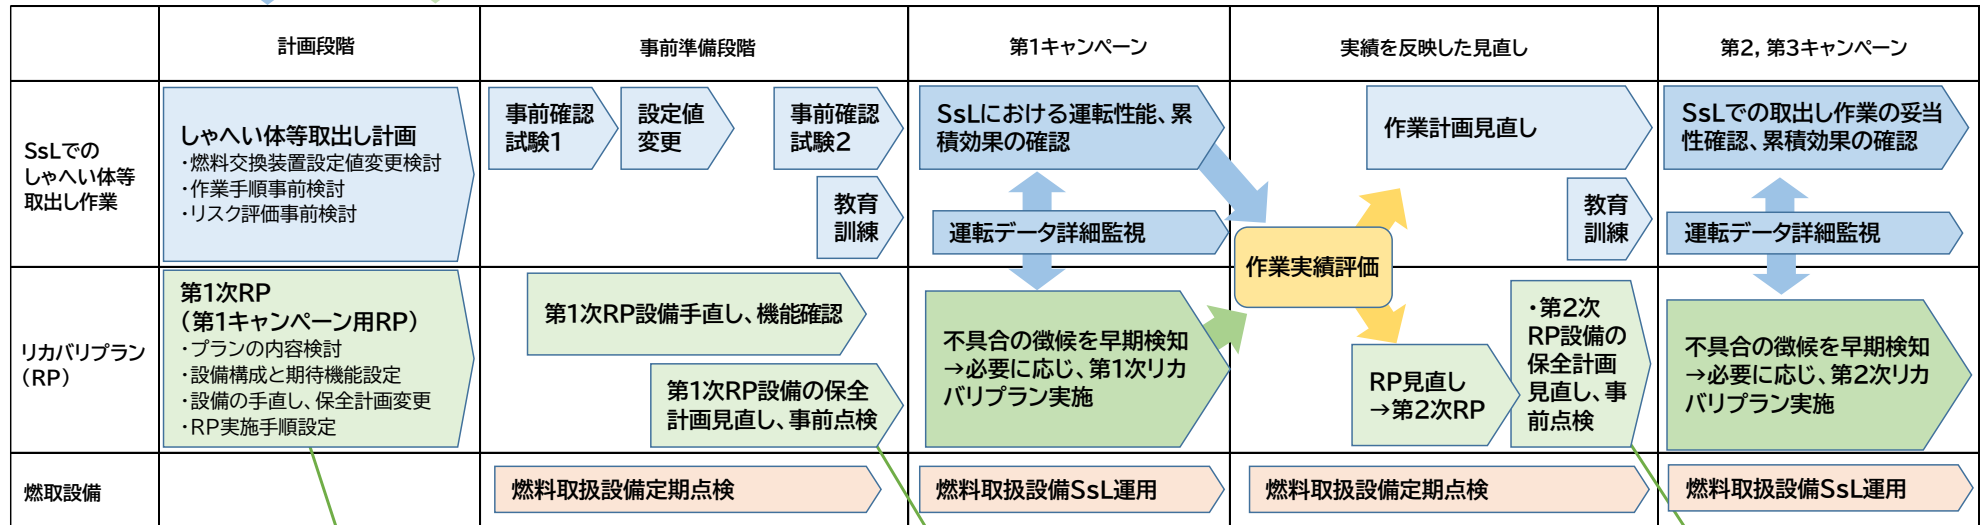 計画段階
事前準備段階
第1キャンペーン
実績を反映した見直し
第2, 第3キャンペーン
SsLでの
しゃへい体等
取出し作業
しゃへい体等取出し計画
・燃料交換装置設定値変更検討
・作業手順事前検討
・リスク評価事前検討
事前確認
試験1
設定値
変更
事前確認
試験2
教育
訓練
SsLにおける運転性能、累
積効果の確認
運転データ詳細監視
作業実績評価
作業計画見直し
教育
訓練
SsLでの取出し作業の妥当
性確認、累積効果の確認
運転データ詳細監視
リカバリプラン
（RP）
第1次RP
（第1キャンペーン用RP）
・プランの内容検討
・設備構成と期待機能設定
・設備の手直し、保全計画変更
・RP実施手順設定
第1次RP設備手直し、機能確認
第1次RP設備の保全
計画見直し、事前点検
不具合の徴候を早期検知
→必要に応じ、第1次リカ
バリプラン実施
RP見直し
→第2次RP
・第2次
RP設備の
保全計画
見直し、事
前点検
不具合の徴候を早期検知
→必要に応じ、第2次リカ
バリプラン実施
燃取設備
燃料取扱設備定期点検
燃料取扱設備SsL運用
燃料取扱設備定期点検
燃料取扱設備SsL運用